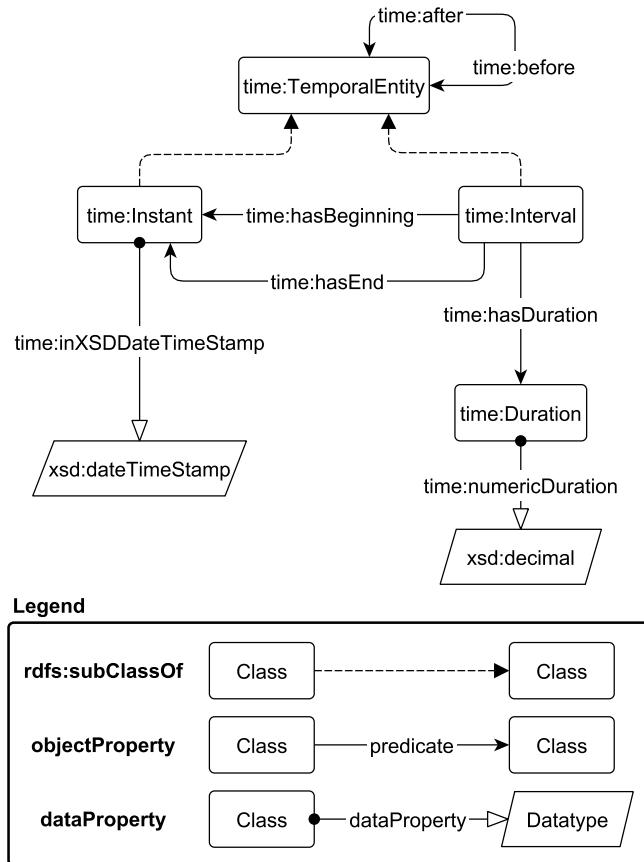 time:after
time:before
time:TemporalEntity
time:Instant
time:hasBeginning
time:Interval
time:hasEnd
time:hasDuration
time:inXSDDateTimeStamp
time:Duration
xsd:dateTimeStamp
time:numericDuration
xsd:decimal
Legend
rdfs:subClassOf
Class
Class
objectProperty
Class
predicate
Class
dataProperty
Class
dataProperty
Datatype